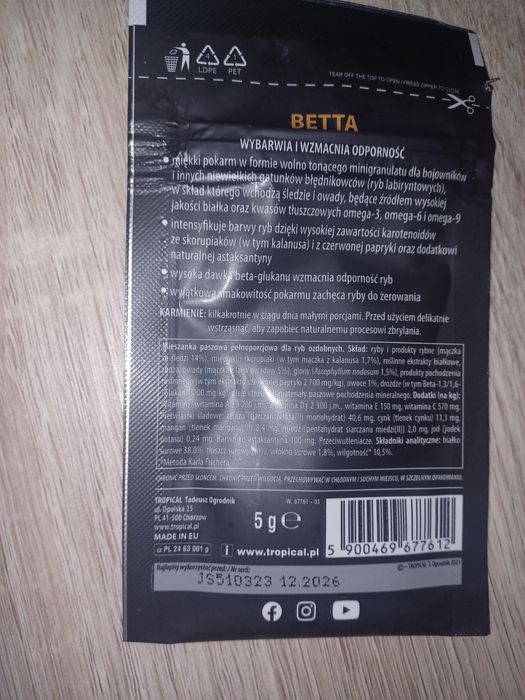 4 LDPE
1 PET
TEAR OFF THE TOP TO OPEN / PRESS ZIPPER TO CLOSE
BETTA
WYBARWIA I WZMACNIA ODPORNOŚĆ
• miękki pokarm w formie wolno tonącego minigranulatu dla bojowników
i innych niewielkich gatunków błędnikowców (ryb labiryntowych),
w skład którego wchodzą śledzie i owady, będące źródłem wysokiej
jakości białka oraz kwasów tłuszczowych omega-3, omega-6 i omega-9
• intensyfikuje barwy ryb dzięki wysokiej zawartości karotenoidów
ze skorupiaków (w tym kalanusa) i z czerwonej papryki oraz dodatkowi
naturalnej astaksantyny
• wysoka dawka beta-glukanu wzmacnia odporność ryb
• wyjątkowa smakowitość pokarmu zachęca ryby do żerowania
KARMIENIE: kilkakrotnie w ciągu dnia małymi porcjami. Przed użyciem delikatnie
wstrząsnąć, aby zapobiec naturalnemu procesowi zbrylania.
Mieszanka paszowa pełnoporcjowa dla ryb ozdobnych. Skład: ryby i produkty rybne (mączka
ze śledzi 14%), mięczaki i skorupiaki (w tym mączka z kalanusa 1,7%), roślinne ekstrakty białkowe,
owady (mączka z larw owadów 5%), glony (Ascophyllum nodosum 1,5%), produkty pochodzenia
roślinnego (w tym ekstrakt z czerwonej papryki 2 700 mg/kg), owoce 1%, drożdże (w tym Beta-1,3/1,6-
glukan 000 mg/kg), oleje i tłuszcze, materiały paszowe pochodzenia mineralnego. Dodatki (na kg):
witaminy: witamina A 000 j.m., witamina D₃ 2 300 j.m., witamina E 150 mg, witamina C 570 mg.
Pierwiastki śladowe: żelazo (siarczan żelaza(II) monohydrat) 40,6 mg, cynk (tlenek cynku) 11,3 mg,
mangan (tlenek manganu(II)) 8,4 mg, miedź (pentahydrat siarczanu miedzi(II)) 2,0 mg, jod (jodek
potasu) 0,24 mg. Barwniki: astaksantyna 100 mg. Przeciwutleniacze. Składniki analityczne: białko
surowe 38,0%, tłuszcz surowy włókno surowe 1,8%, wilgotność* 10,5%.
*Metoda Karla Fischera.
CHRONIĆ PRZED SŁOŃCEM. CHRONIĆ PRZED WILGOCIĄ. PRZECHOWYWAĆ W CHŁODNYM I SUCHYM MIEJSCU, W SZCZELNYM OPAKOWANIU.
TROPICAL Tadeusz Ogrodnik
ul. Opolska 25
PL 41-500 Chorzów
www.tropical.pl
MADE IN EU
α PL 24 63 001 p
W. 67761 - 03
5 g e
i www.tropical.pl
5 900469 677612
Najlepiej wykorzystać przed: / Nr serii:
JS510323 12.2026
© - TROPICAL T. Ogrodnik 2021